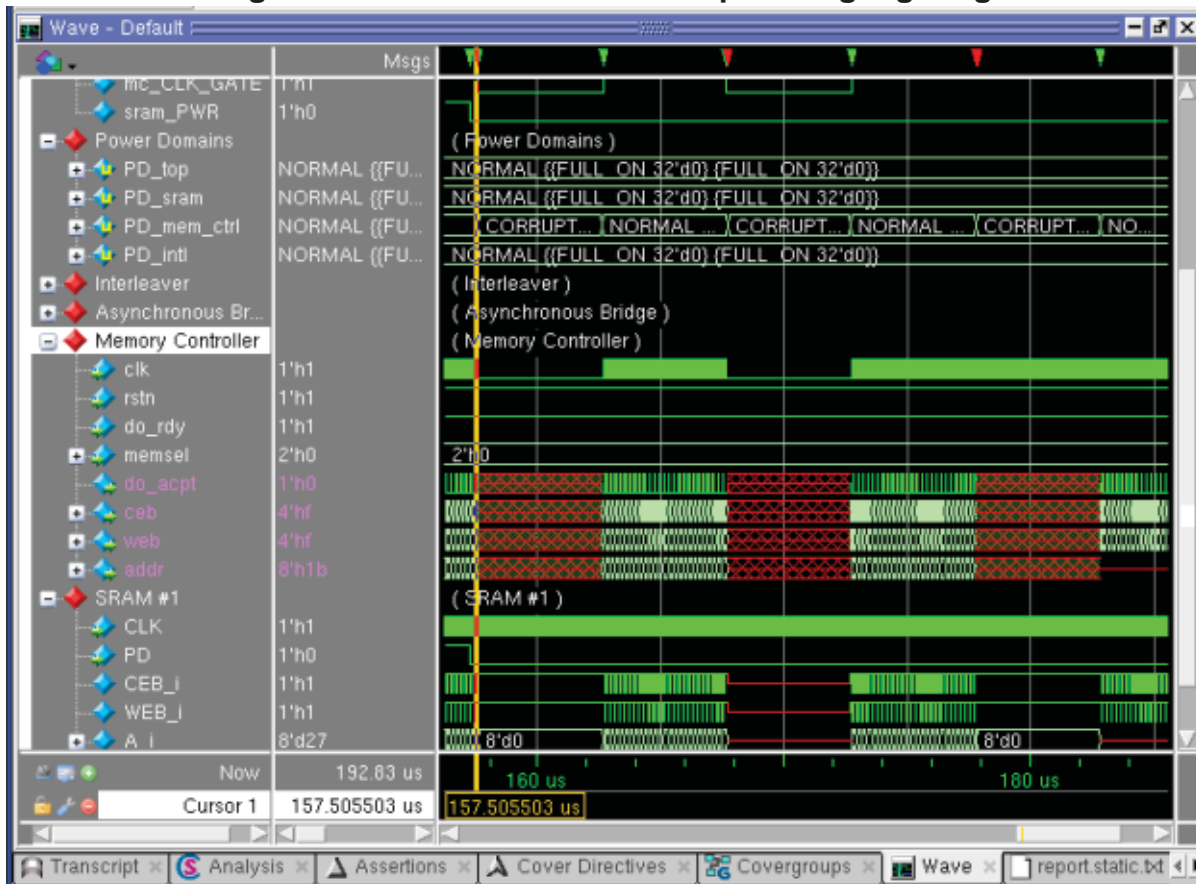 Wave - Default
Msgs
mc_CLK_GATE 1'h1
sram_PWR 1'h0
Power Domains ( Power Domains )
PD_top NORMAL {{FU... NORMAL {{FULL_ON 32'd0} {FULL_ON 32'd0}}
PD_sram NORMAL {{FU... NORMAL {{FULL_ON 32'd0} {FULL_ON 32'd0}}
PD_mem_ctrl NORMAL {{FU... CORRUPT... NORMAL ... CORRUPT... NORMAL ... CORRUPT... NO...
PD_intl NORMAL {{FU... NORMAL {{FULL_ON 32'd0} {FULL_ON 32'd0}}
Interleaver ( Interleaver )
Asynchronous Br... ( Asynchronous Bridge )
Memory Controller ( Memory Controller )
clk 1'h1
rstn 1'h1
do_rdy 1'h1
memsel 2'h0 2'h0
do_acpt 1'h0
ceb 4'hf
web 4'hf
addr 8'h1b
SRAM #1 ( SRAM #1 )
CLK 1'h1
PD 1'h0
CEB_i 1'h1
WEB_i 1'h1
A_i 8'd27 8'd0 8'd0
Now 192.83 us 160 us 180 us
Cursor 1 157.505503 us 157.505503 us
Transcript Analysis Assertions Cover Directives Covergroups Wave report.static.txt